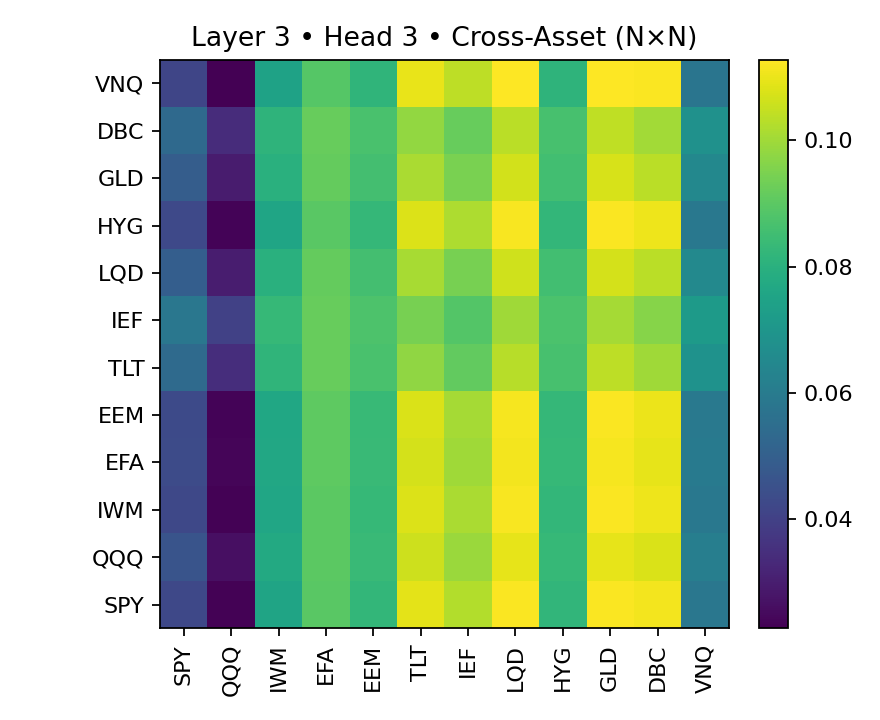 Layer 3 • Head 3 • Cross-Asset (N×N)
VNQ
DBC
GLD
HYG
LQD
IEF
TLT
EEM
EFA
IWM
QQQ
SPY
SPY QQQ IWM EFA EEM TLT IEF LQD HYG GLD DBC VNQ
0.10
0.08
0.06
0.04